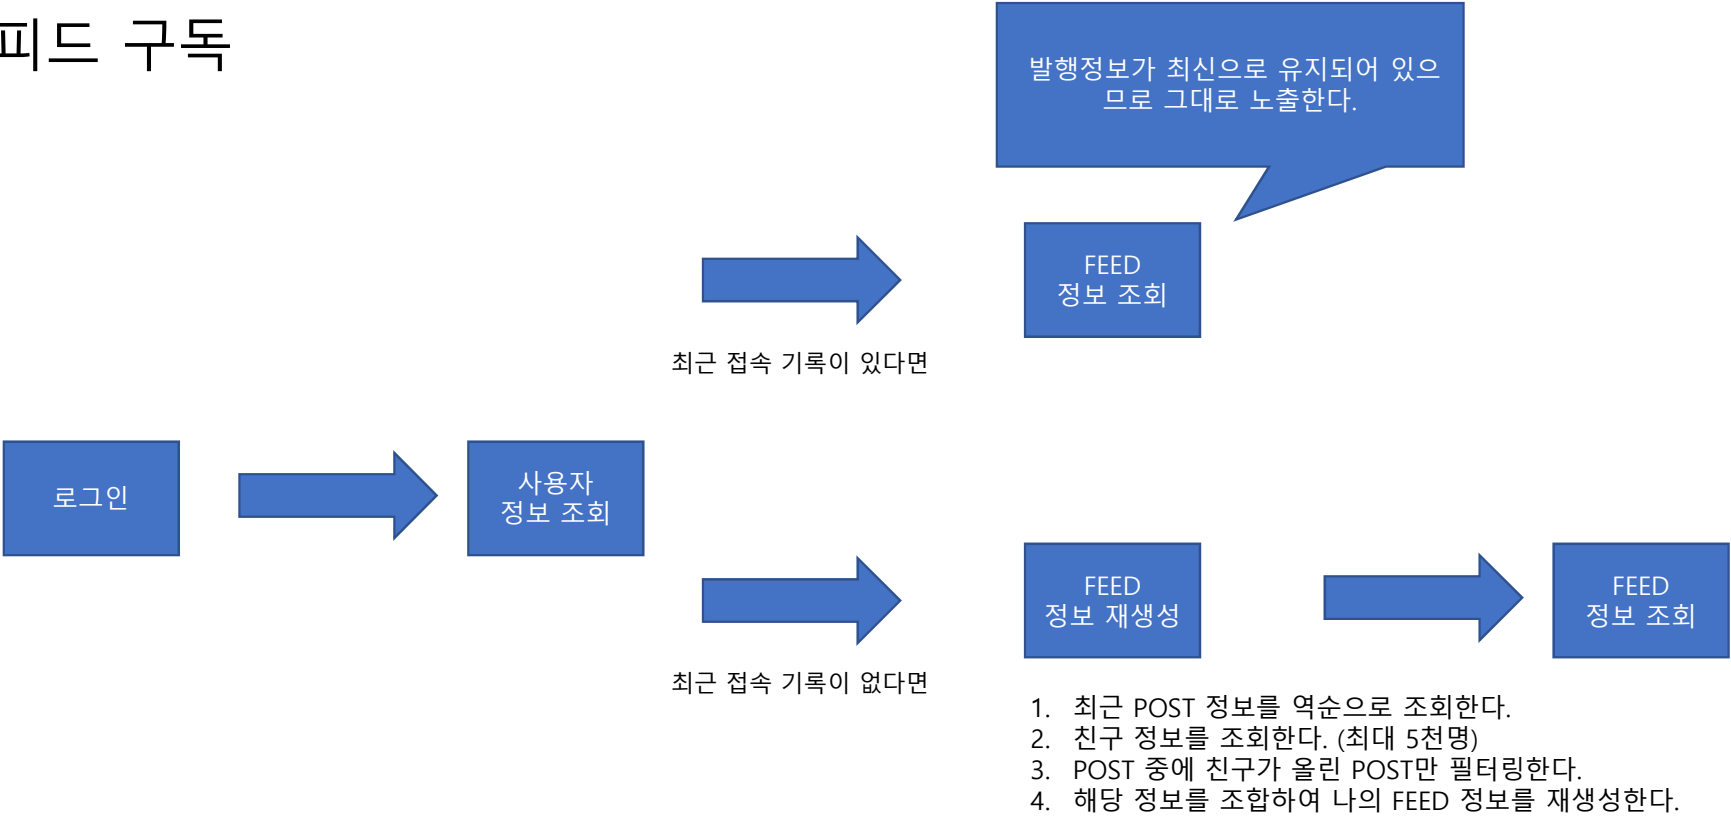 피드 구독
발행정보가 최신으로 유지되어 있으
므로 그대로 노출한다.
FEED
정보 조회
최근 접속 기록이 있다면
로그인
사용자
정보 조회
FEED
정보 재생성
FEED
정보 조회
최근 접속 기록이 없다면
1. 최근 POST 정보를 역순으로 조회한다.
2. 친구 정보를 조회한다. (최대 5천명)
3. POST 중에 친구가 올린 POST만 필터링한다.
4. 해당 정보를 조합하여 나의 FEED 정보를 재생성한다.